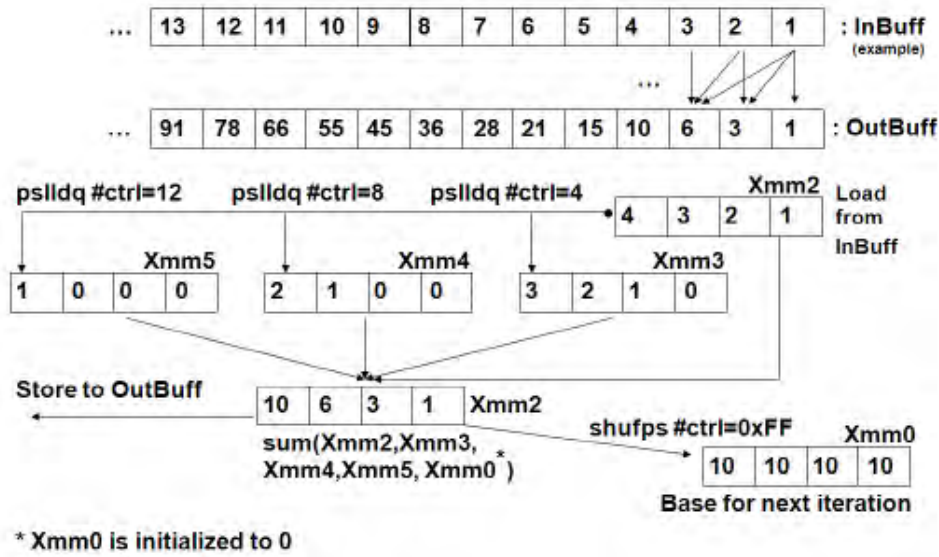 ... 13 12 11 10 9 8 7 6 5 4 3 2 1 : InBuff
(example)
...
... 91 78 66 55 45 36 28 21 15 10 6 3 1 : OutBuff
pslldq #ctrl=12 pslldq #ctrl=8 pslldq #ctrl=4 Xmm2 Load
4 3 2 1 from
InBuff
Xmm5 Xmm4 Xmm3
1 0 0 0 2 1 0 0 3 2 1 0
Store to OutBuff
10 6 3 1 Xmm2
shufps #ctrl=0xFF Xmm0
sum(Xmm2,Xmm3,
Xmm4,Xmm5, Xmm0*)
10 10 10 10
Base for next iteration
* Xmm0 is initialized to 0